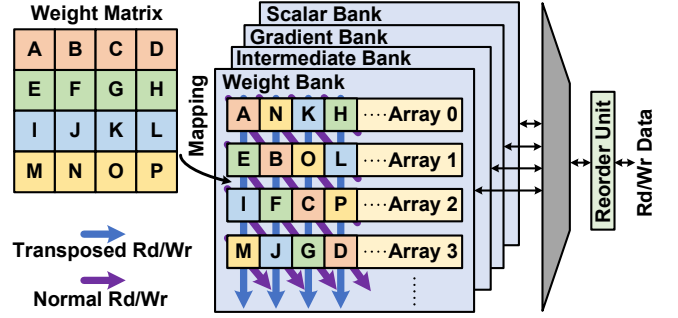 Weight Matrix
A B C D
E F G H
I J K L
M N O P
Transposed Rd/Wr
Normal Rd/Wr
Mapping
Scalar Bank
Gradient Bank
Intermediate Bank
Weight Bank
A N K H ····Array 0
E B O L ····Array 1
I F C P ····Array 2
M J G D ····Array 3
Reorder Unit
Rd/Wr Data